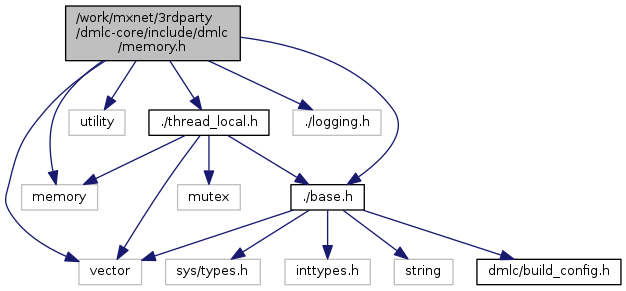 /work/mxnet/3rdparty
/dmlc-core/include/dmlc
/memory.h
utility
./thread_local.h
./logging.h
memory
mutex
./base.h
vector
sys/types.h
inttypes.h
string
dmlc/build_config.h